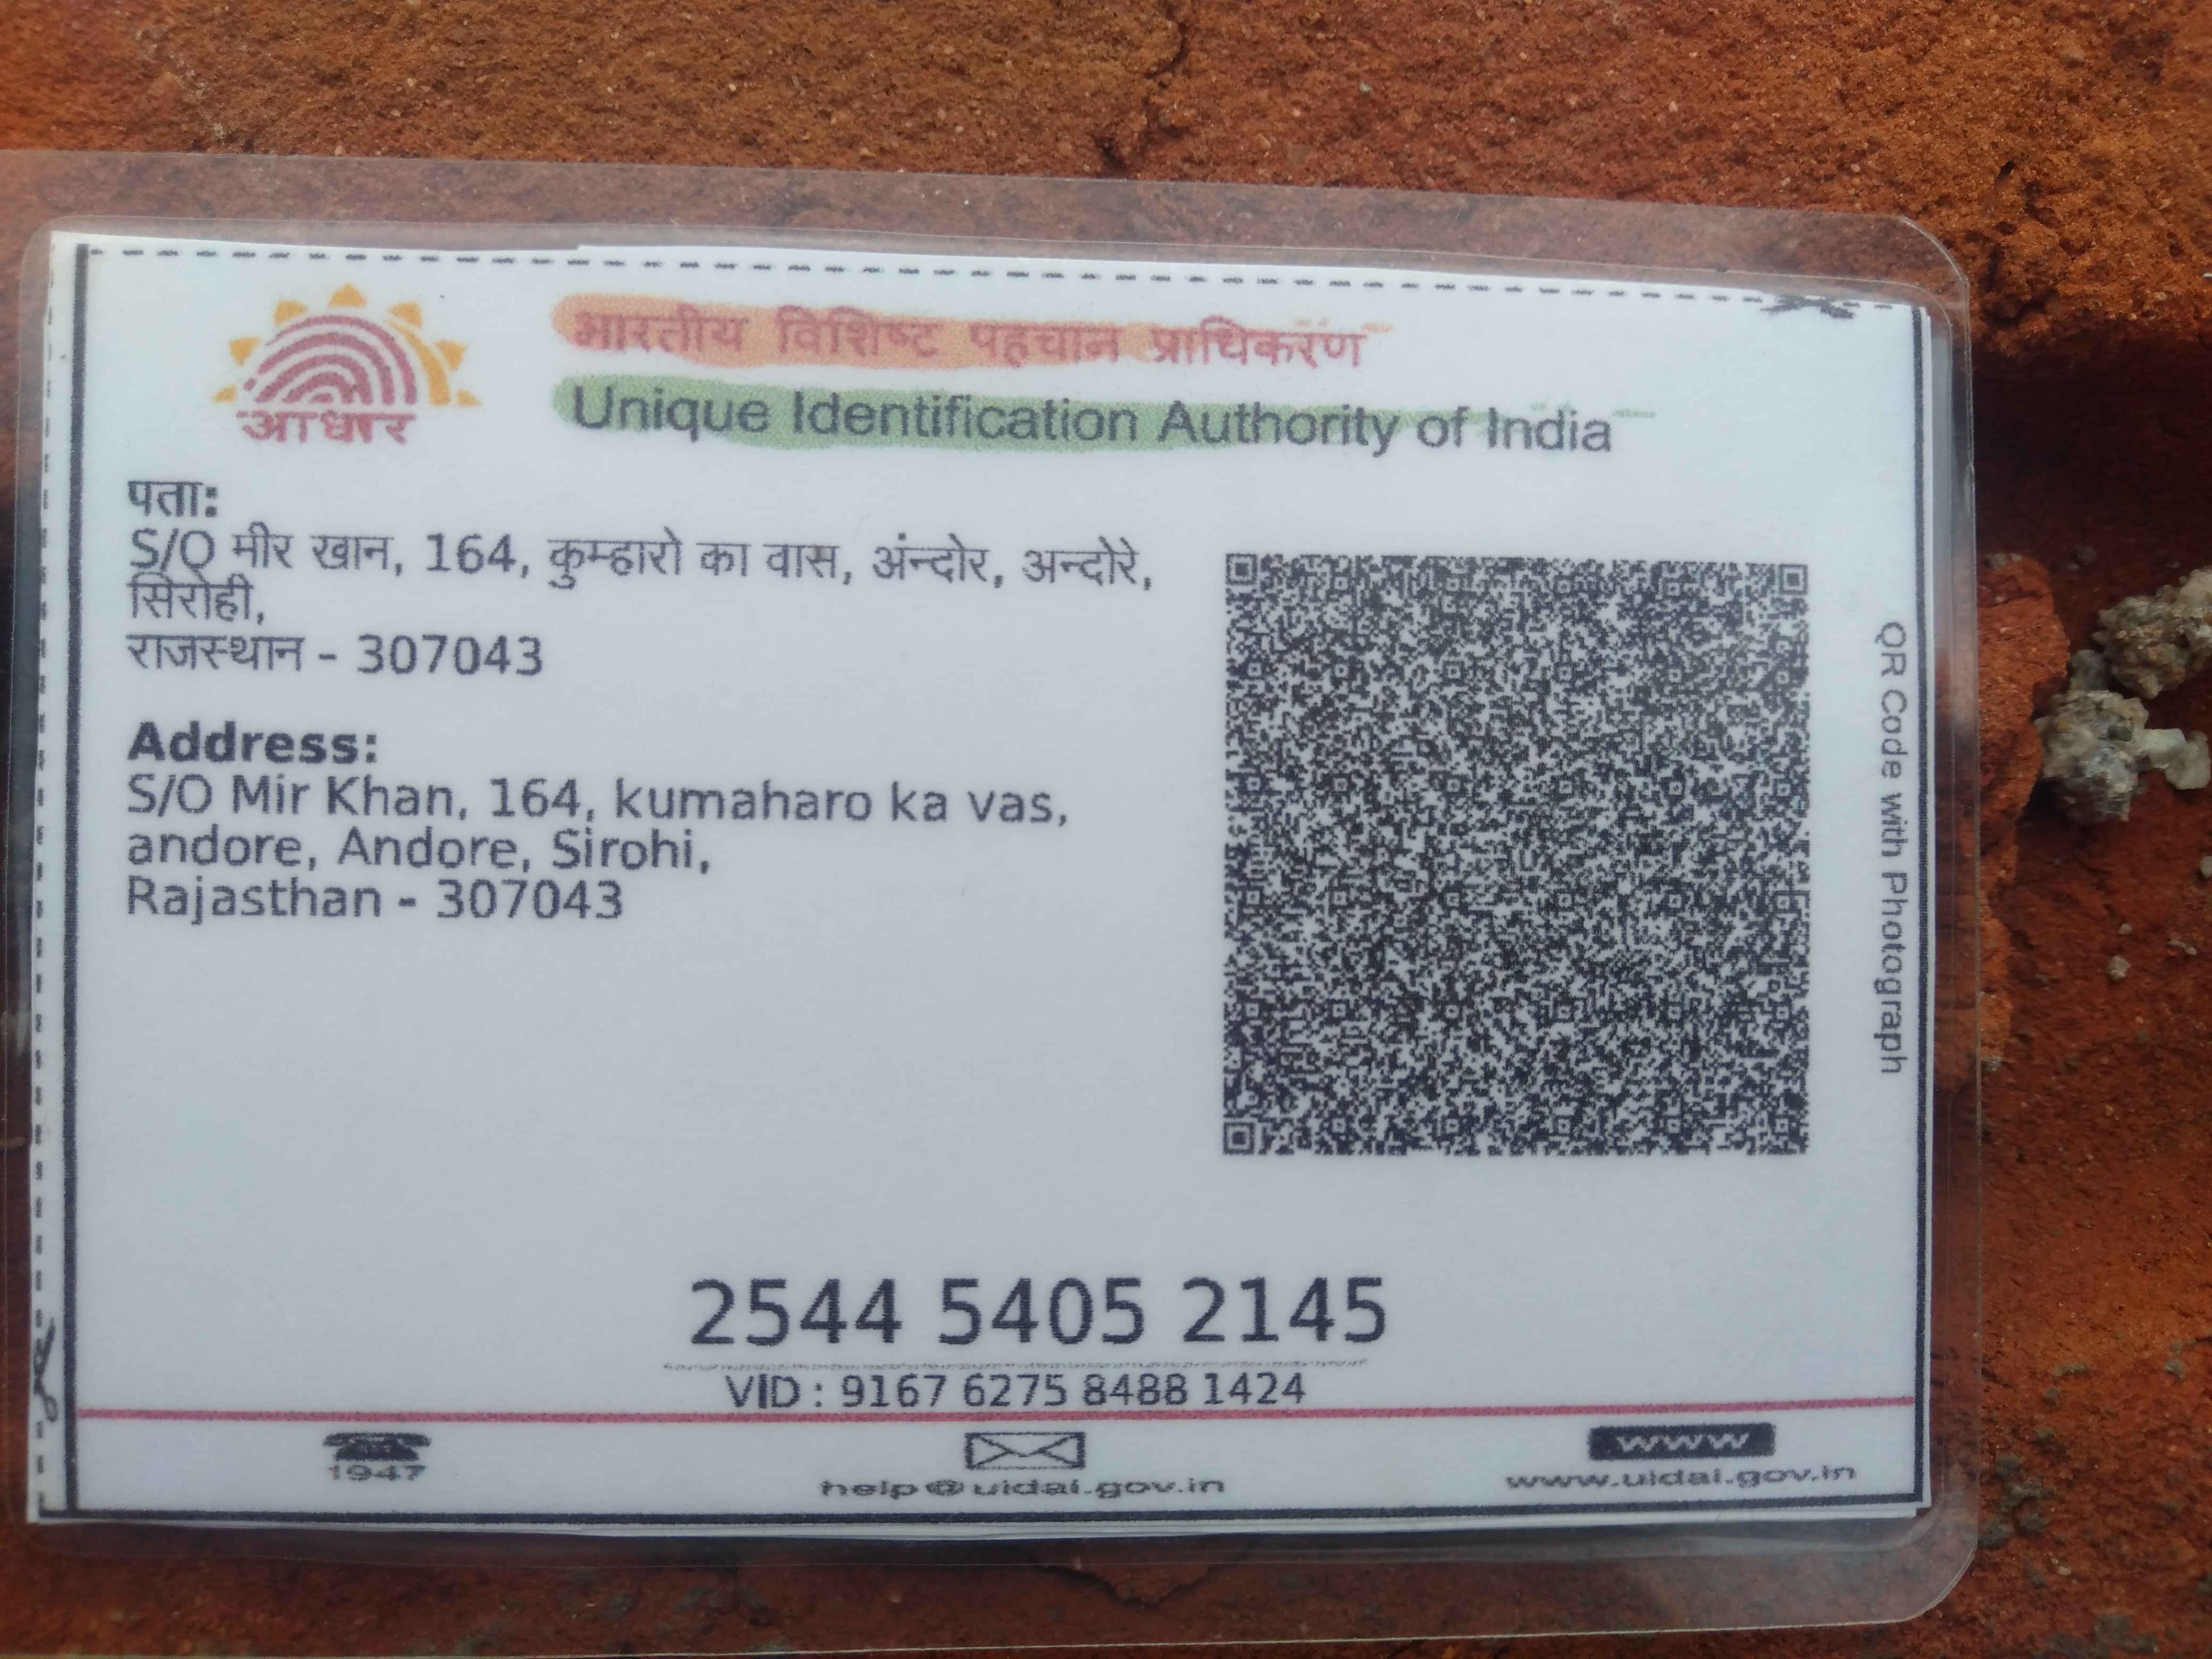 आधार
भारतीय विशिष्ट पहचान प्राधिकरण
Unique Identification Authority of India
पता:
S/O मीर खान, 164, कुम्हारो का वास, अंन्दोर, अन्दोरे,
सिरोही,
राजस्थान - 307043
Address:
S/O Mir Khan, 164, kumaharo ka vas,
andore, Andore, Sirohi,
Rajasthan - 307043
QR Code with Photograph
2544 5405 2145
VID : 9167 6275 8488 1424
1947
help@uidai.gov.in
www
www.uidai.gov.in